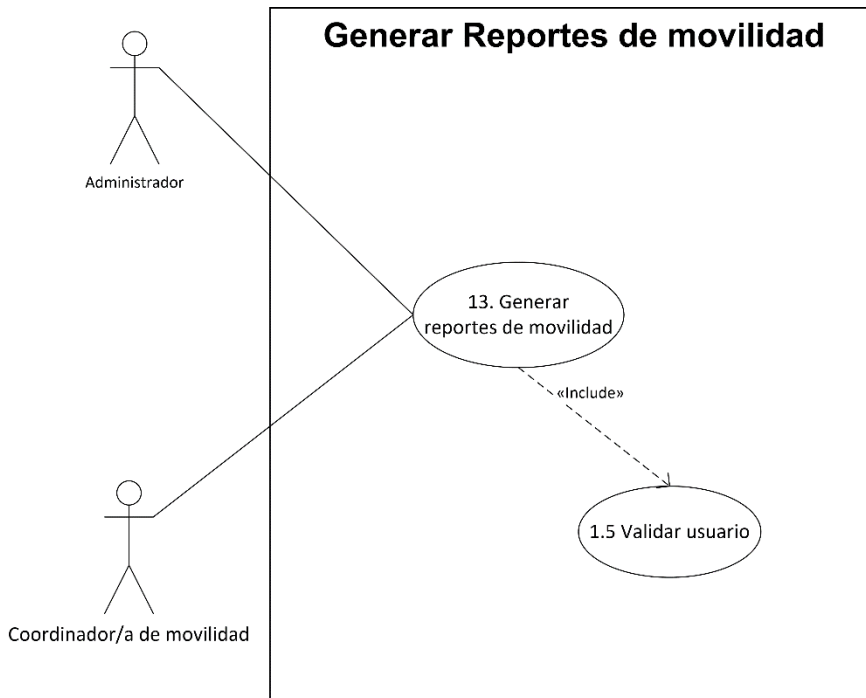 Generar Reportes de movilidad
Administrador
13. Generar
reportes de movilidad
«Include»
1.5 Validar usuario
Coordinador/a de movilidad